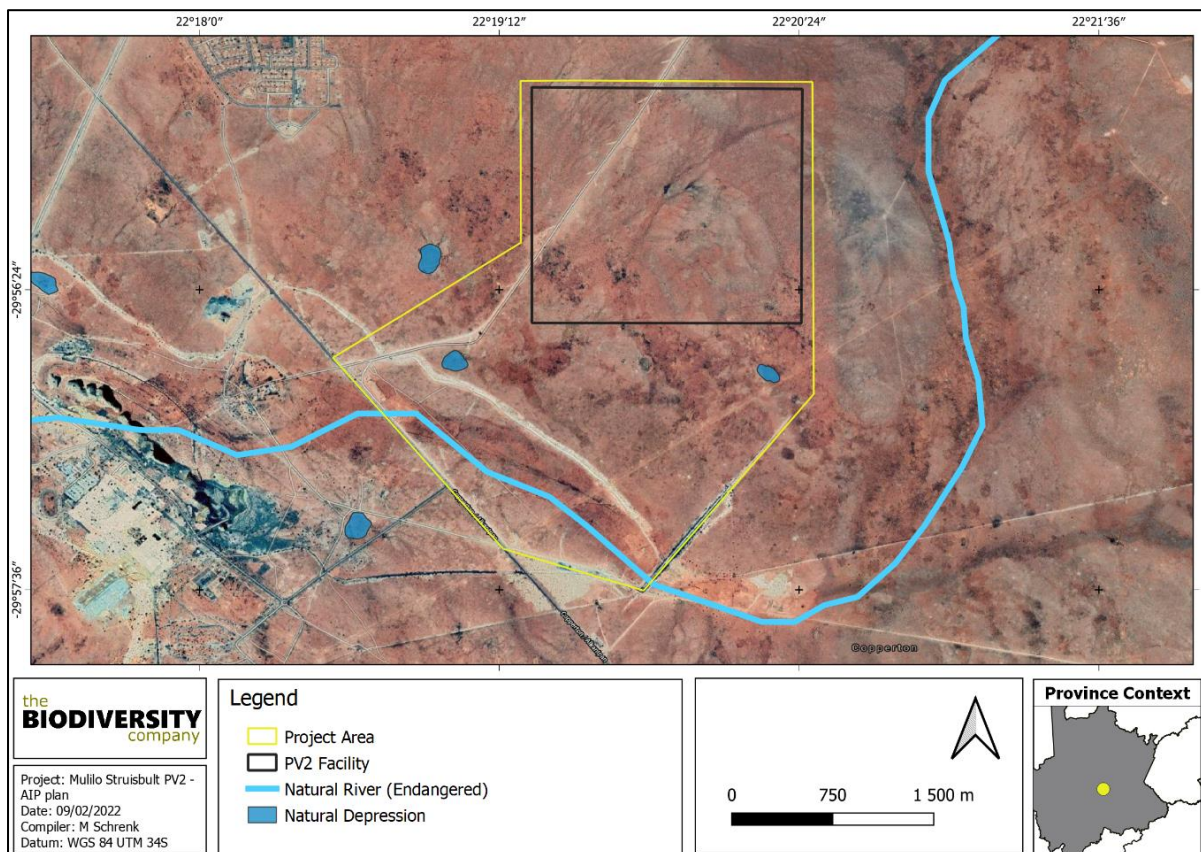 22°18′0″ 22°19′12″ 22°20′24″ 22°21′36″
-29°56′24″
-29°57′36″
Copperton
the
BIODIVERSITY
company
Project: Mulilo Struisbult PV2 -
AIP plan
Date: 09/02/2022
Compiler: M Schrenk
Datum: WGS 84 UTM 34S
Legend
Project Area
PV2 Facility
Natural River (Endangered)
Natural Depression
0 750 1 500 m
Province Context